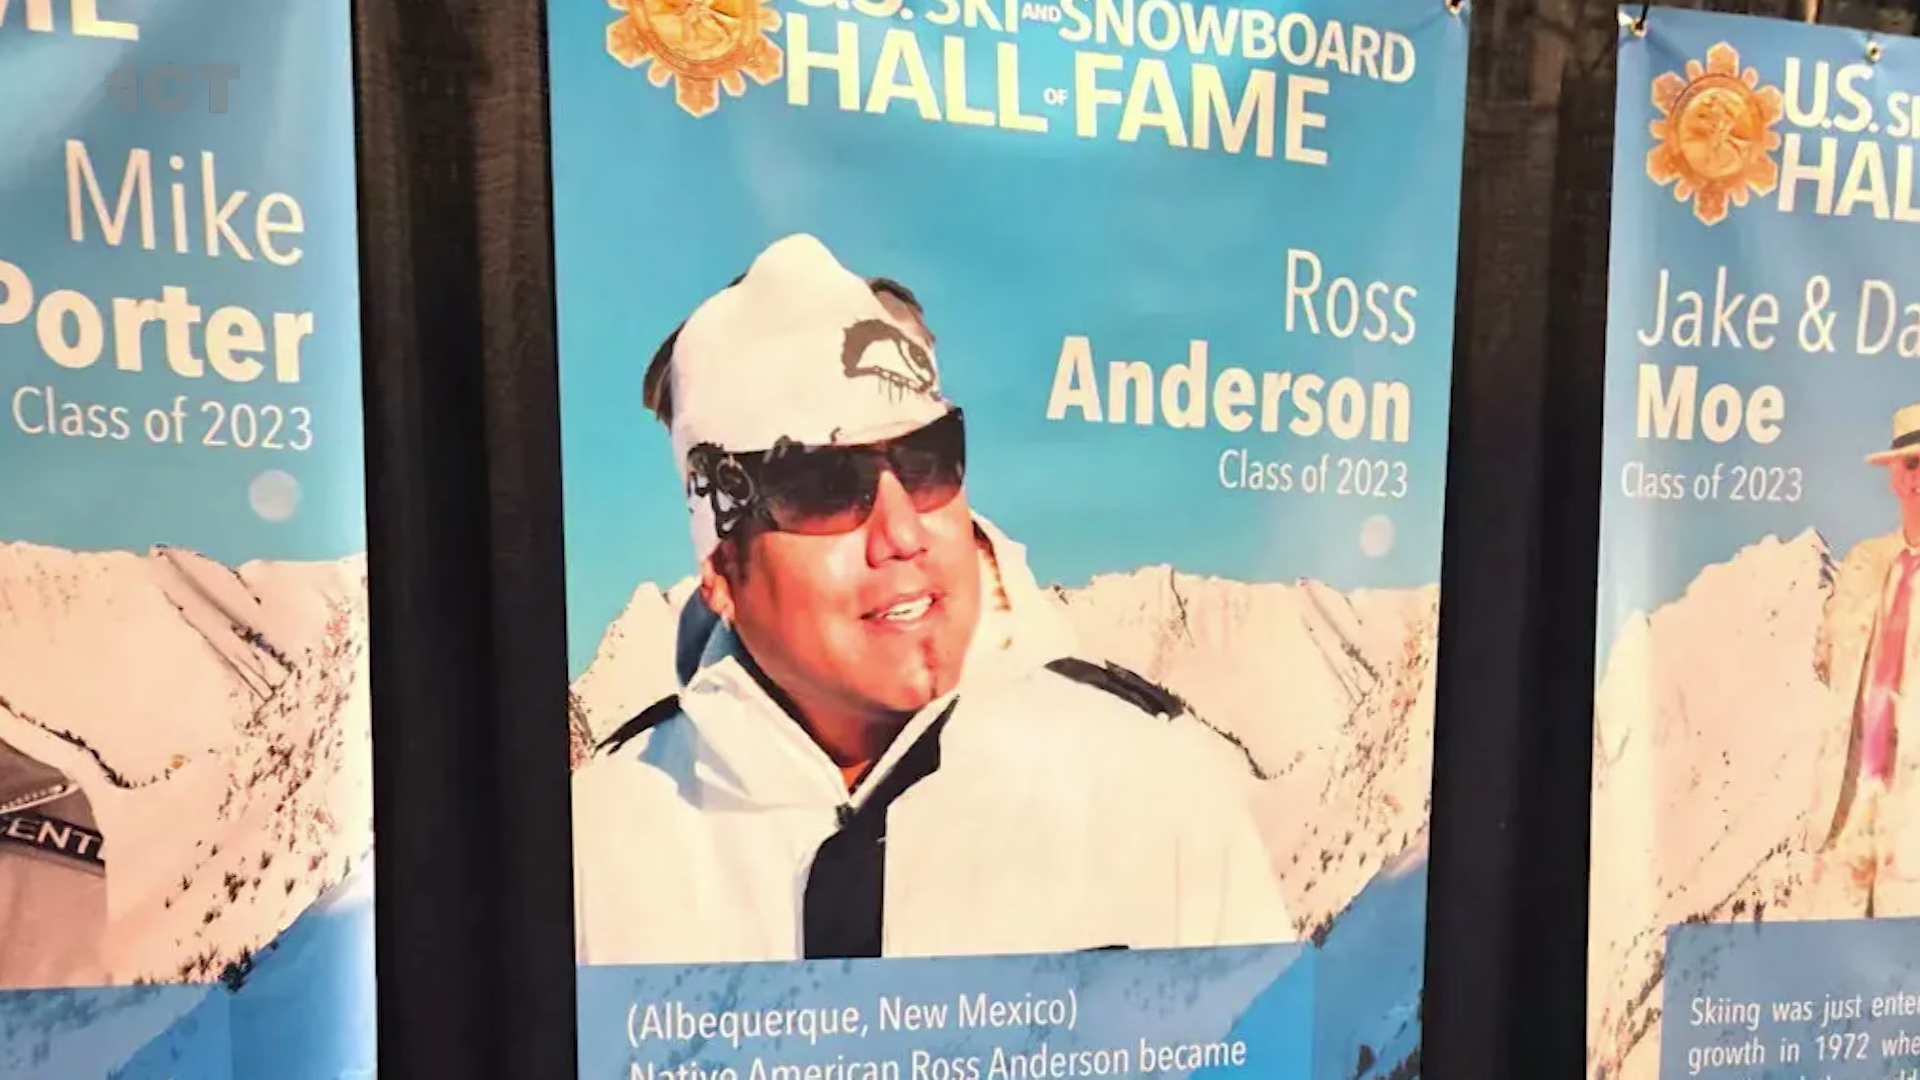 ICT
Mike
Porter
Class of 2023
ENT
U.S. SKI AND SNOWBOARD
HALL OF FAME
Ross
Anderson
Class of 2023
(Albequerque, New Mexico)
Native American Ross Anderson became
U.S.
HAL
Jake & Da
Moe
Class of 2023
Skiing was just ente
growth in 1972 whe